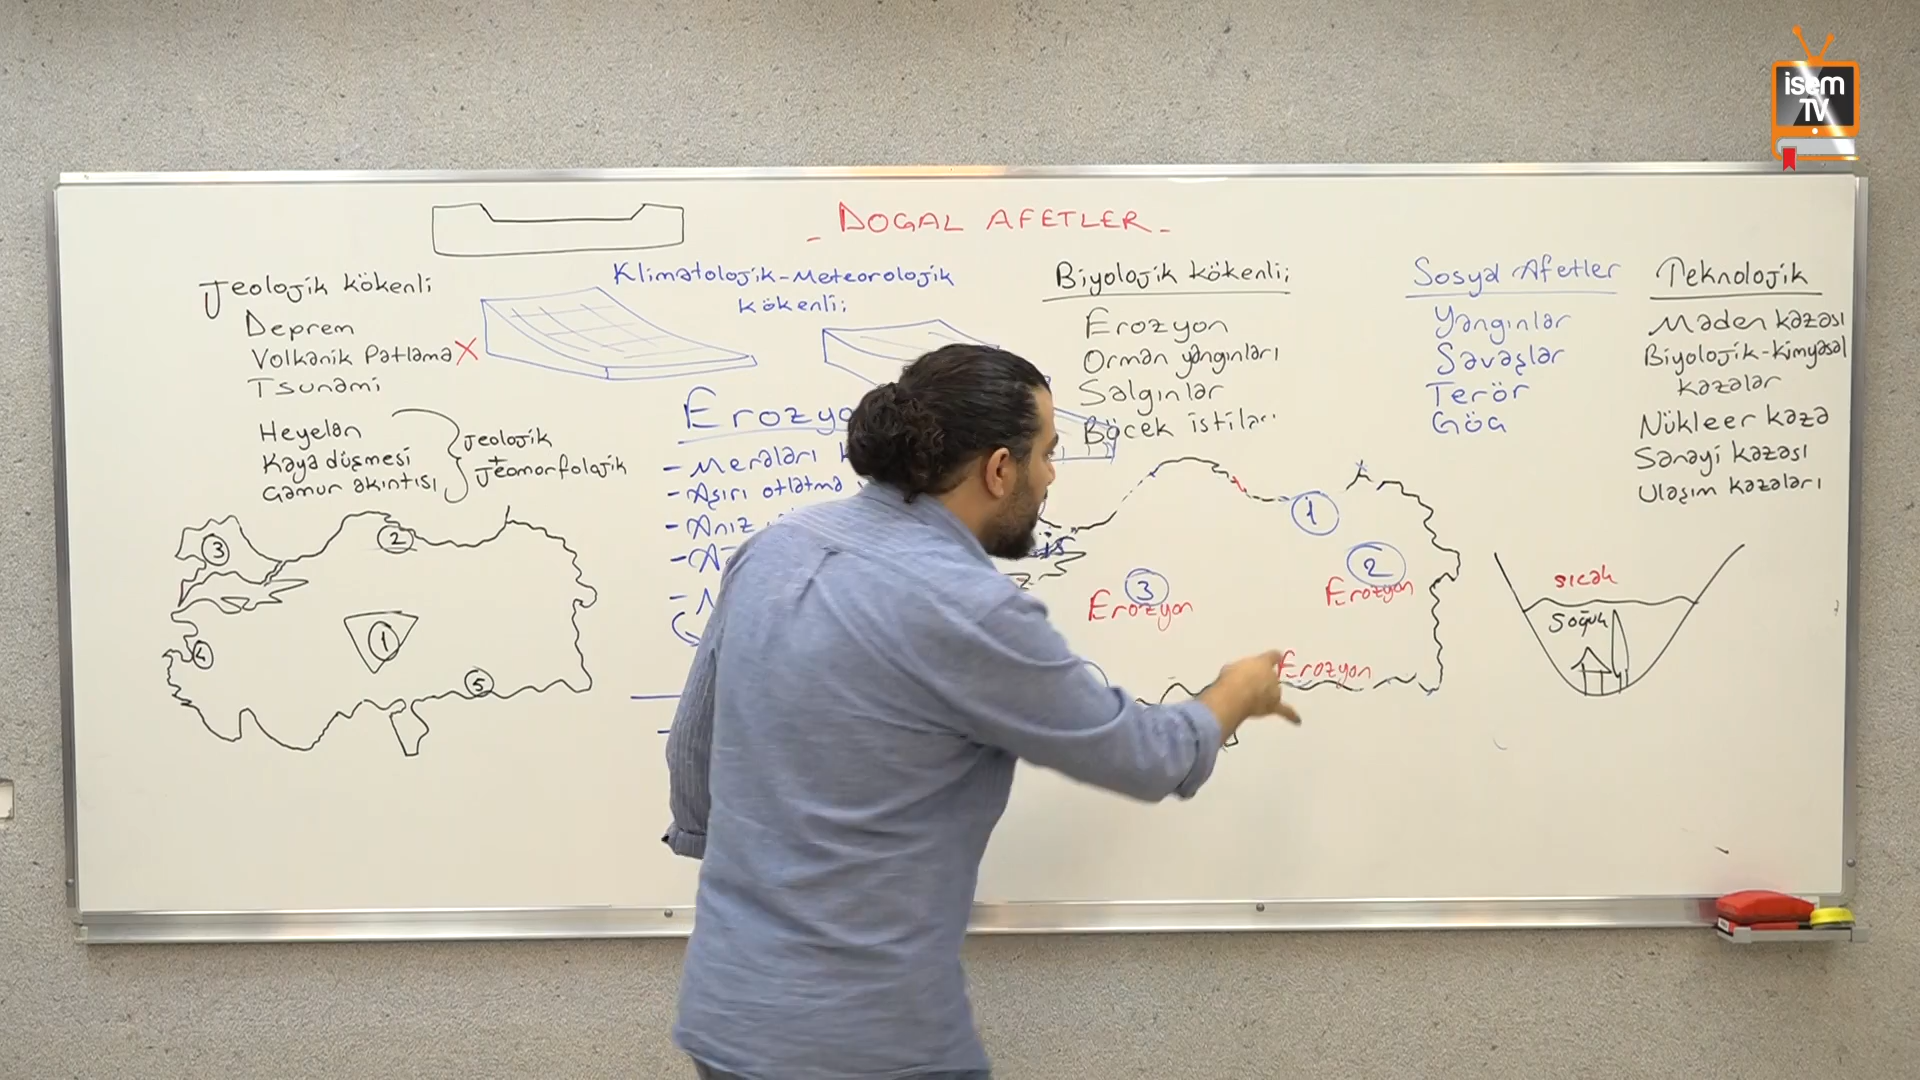 isem
TV
- DOĞAL AFETLER -
Jeolojik kökenli
Deprem
Volkanik Patlama X
Tsunami
Heyelan
Kaya düşmesi
Çamur akıntısı
Jeolojik
+
Jeomorfolojik
Klimatolojik-Meteorolojik
kökenli;
Biyolojik kökenli;
Erozyon
Orman yangınları
Salgınlar
Böcek istilası
Sosyal Afetler
Yangınlar
Savaşlar
Terör
Göç
Teknolojik
Maden kazası
Biyolojik-kimyasal
kazalar
Nükleer kaza
Sanayi kazası
Ulaşım kazaları
Erozyo
- Meraları
- Aşırı otlatma
- Anız
3
2
1
4
5
1
2
Erozyon
3
Erozyon
Erozyon
sıcak
soğuk